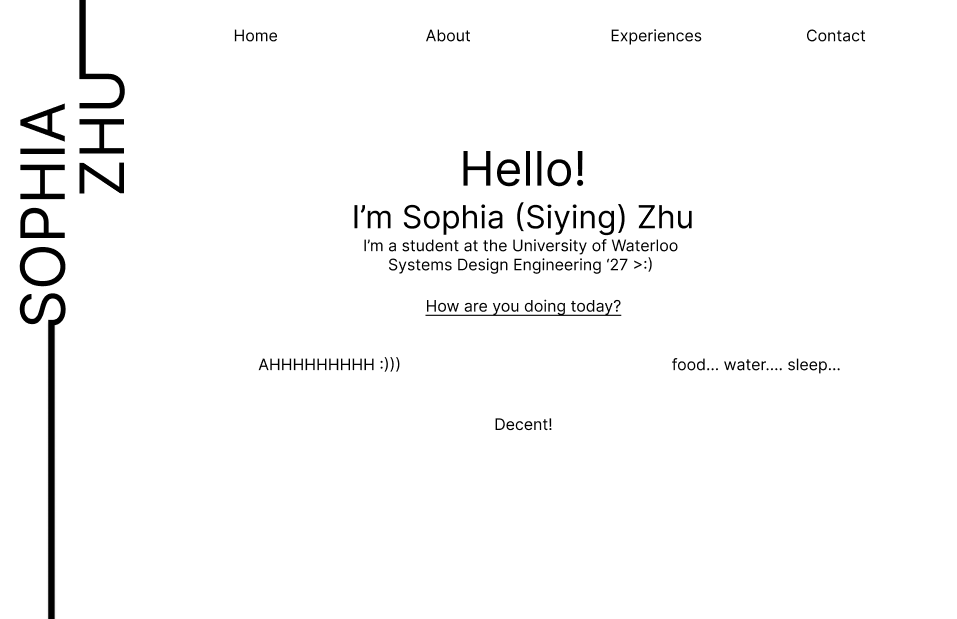 SOPHIA
ZHU
Home
About
Experiences
Contact
Hello!
I’m Sophia (Siying) Zhu
I’m a student at the University of Waterloo
Systems Design Engineering ‘27 >:)
How are you doing today?
AHHHHHHHHH :)))
food... water.... sleep...
Decent!